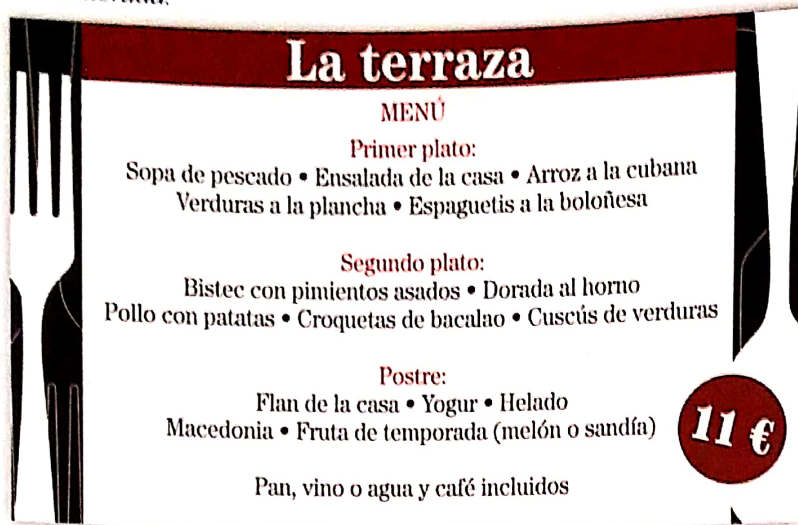 La terraza
MENÚ
Primer plato:
Sopa de pescado • Ensalada de la casa • Arroz a la cubana
Verduras a la plancha • Espaguetis a la boloñesa
Segundo plato:
Bistec con pimientos asados • Dorada al horno
Pollo con patatas • Croquetas de bacalao • Cuscús de verduras
Postre:
Flan de la casa • Yogur • Helado
Macedonia • Fruta de temporada (melón o sandía)
11 €
Pan, vino o agua y café incluidos